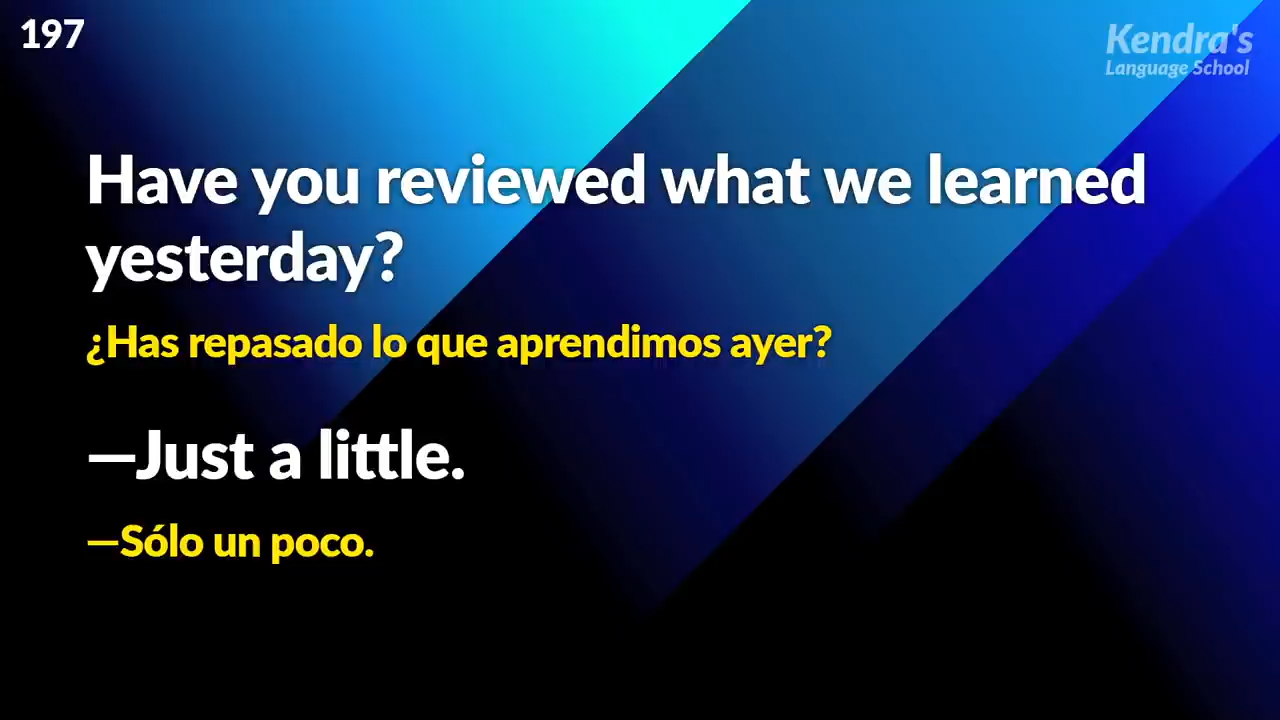 197
Kendra's
Language School
Have you reviewed what we learned
yesterday?
¿Has repasado lo que aprendimos ayer?
—Just a little.
—Sólo un poco.